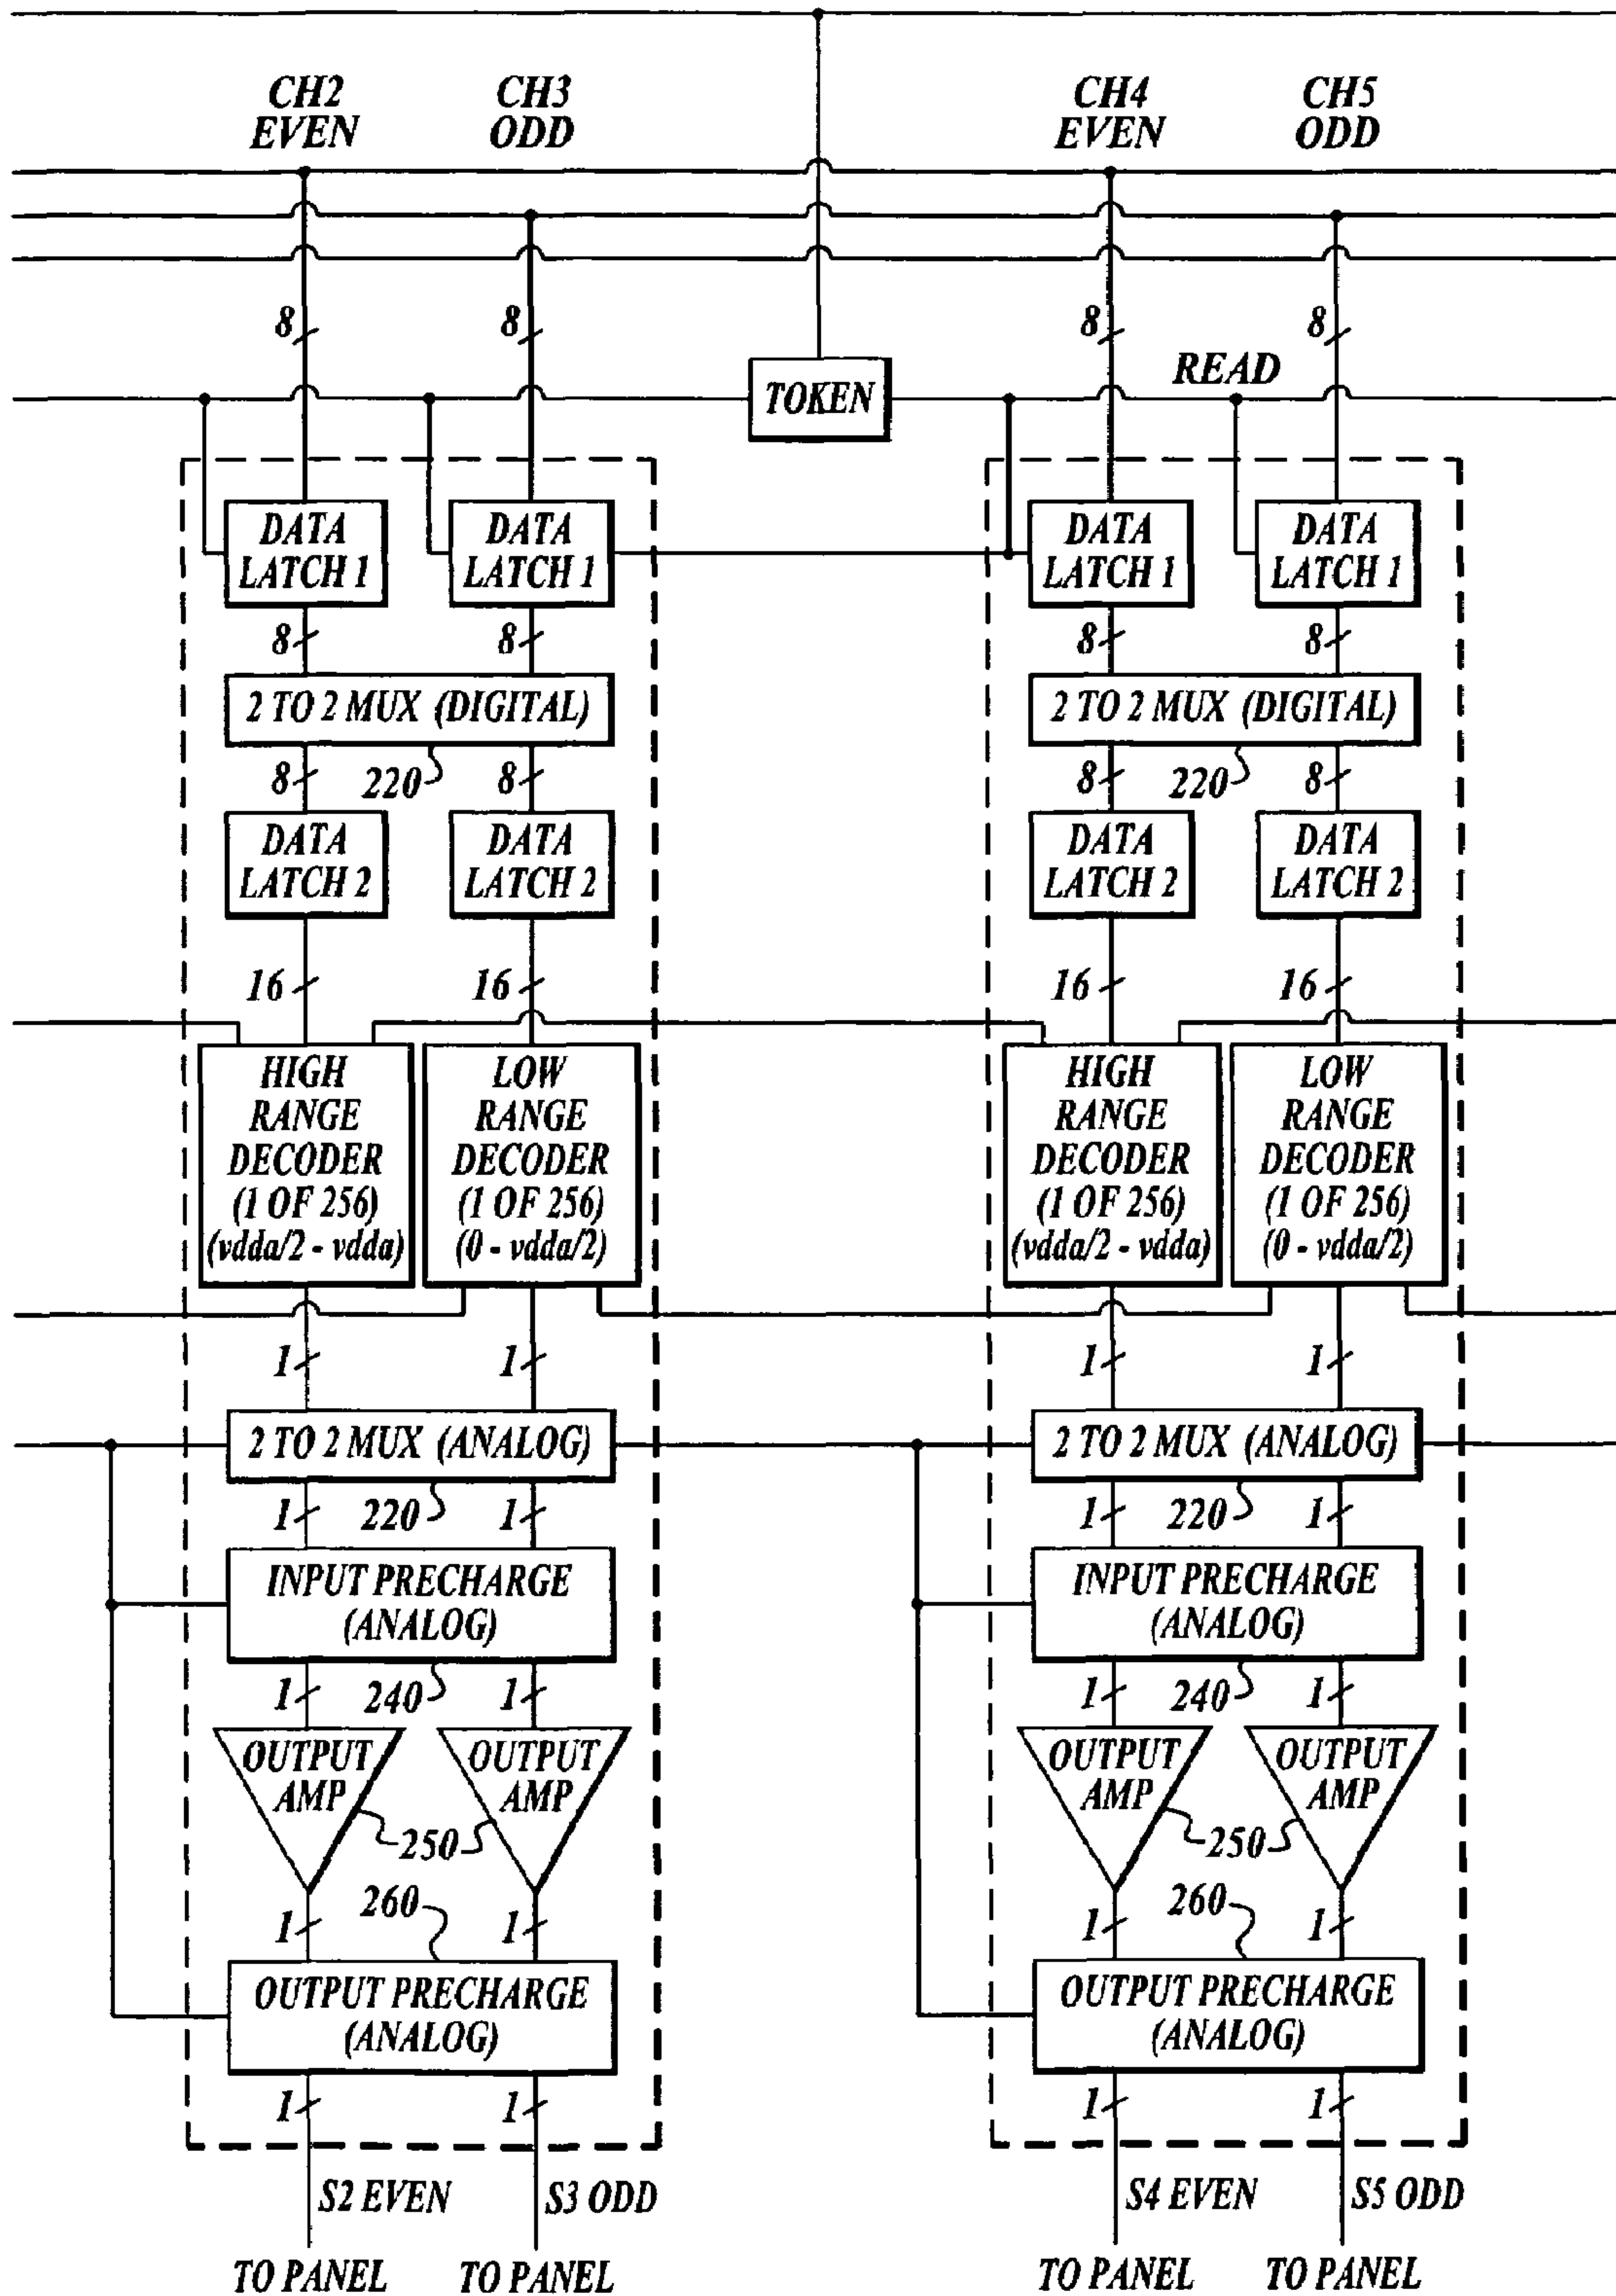 CH2 EVEN
CH3 ODD
CH4 EVEN
CH5 ODD
8 8 8 8
READ
TOKEN
DATA LATCH 1
DATA LATCH 1
DATA LATCH 1
DATA LATCH 1
8 8 8 8
2 TO 2 MUX (DIGITAL)
2 TO 2 MUX (DIGITAL)
8 220 8 8 220 8
DATA LATCH 2
DATA LATCH 2
DATA LATCH 2
DATA LATCH 2
16 16 16 16
HIGH RANGE DECODER (1 OF 256) (vdda/2 - vdda)
LOW RANGE DECODER (1 OF 256) (0 - vdda/2)
HIGH RANGE DECODER (1 OF 256) (vdda/2 - vdda)
LOW RANGE DECODER (1 OF 256) (0 - vdda/2)
1 1 1 1
2 TO 2 MUX (ANALOG)
2 TO 2 MUX (ANALOG)
1 220 1 1 220 1
INPUT PRECHARGE (ANALOG)
INPUT PRECHARGE (ANALOG)
1 240 1 1 240 1
OUTPUT AMP
OUTPUT AMP
OUTPUT AMP
OUTPUT AMP
250 250
1 260 1 1 260 1
OUTPUT PRECHARGE (ANALOG)
OUTPUT PRECHARGE (ANALOG)
1 1 1 1
S2 EVEN
S3 ODD
S4 EVEN
S5 ODD
TO PANEL
TO PANEL
TO PANEL
TO PANEL